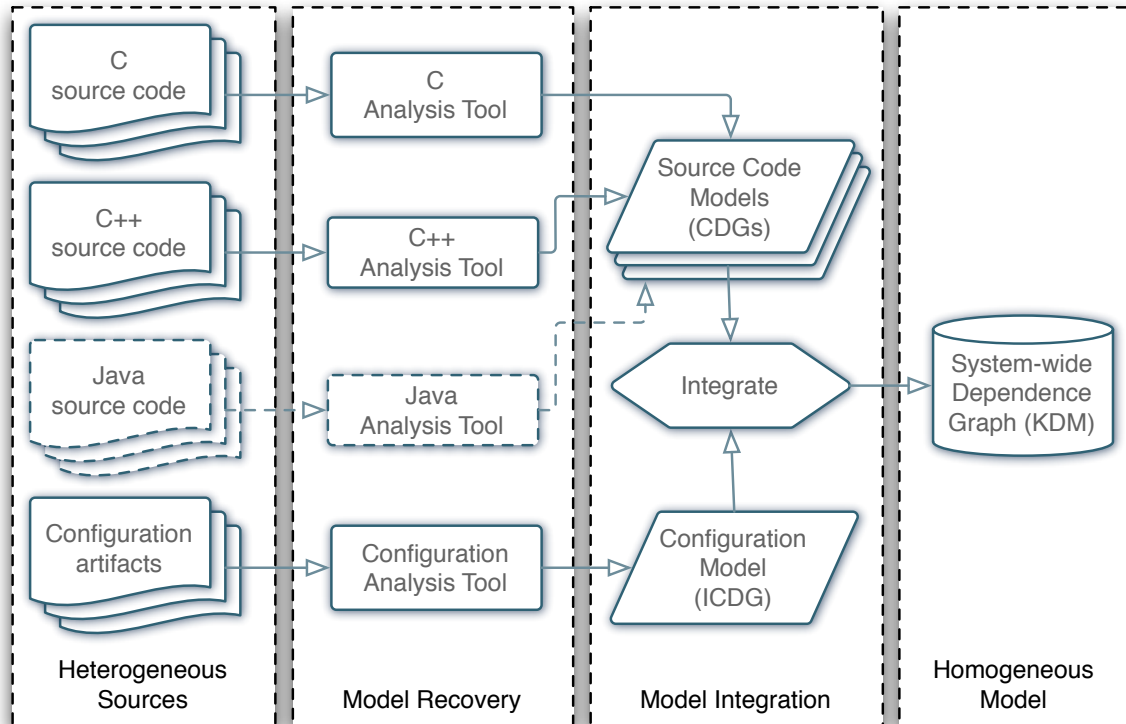 C
source code
C++
source code
Java
source code
Configuration
artifacts
Heterogeneous
Sources
C
Analysis Tool
C++
Analysis Tool
Java
Analysis Tool
Configuration
Analysis Tool
Model Recovery
Source Code
Models
(CDGs)
Integrate
Configuration
Model
(ICDG)
Model Integration
System-wide
Dependence
Graph (KDM)
Homogeneous
Model